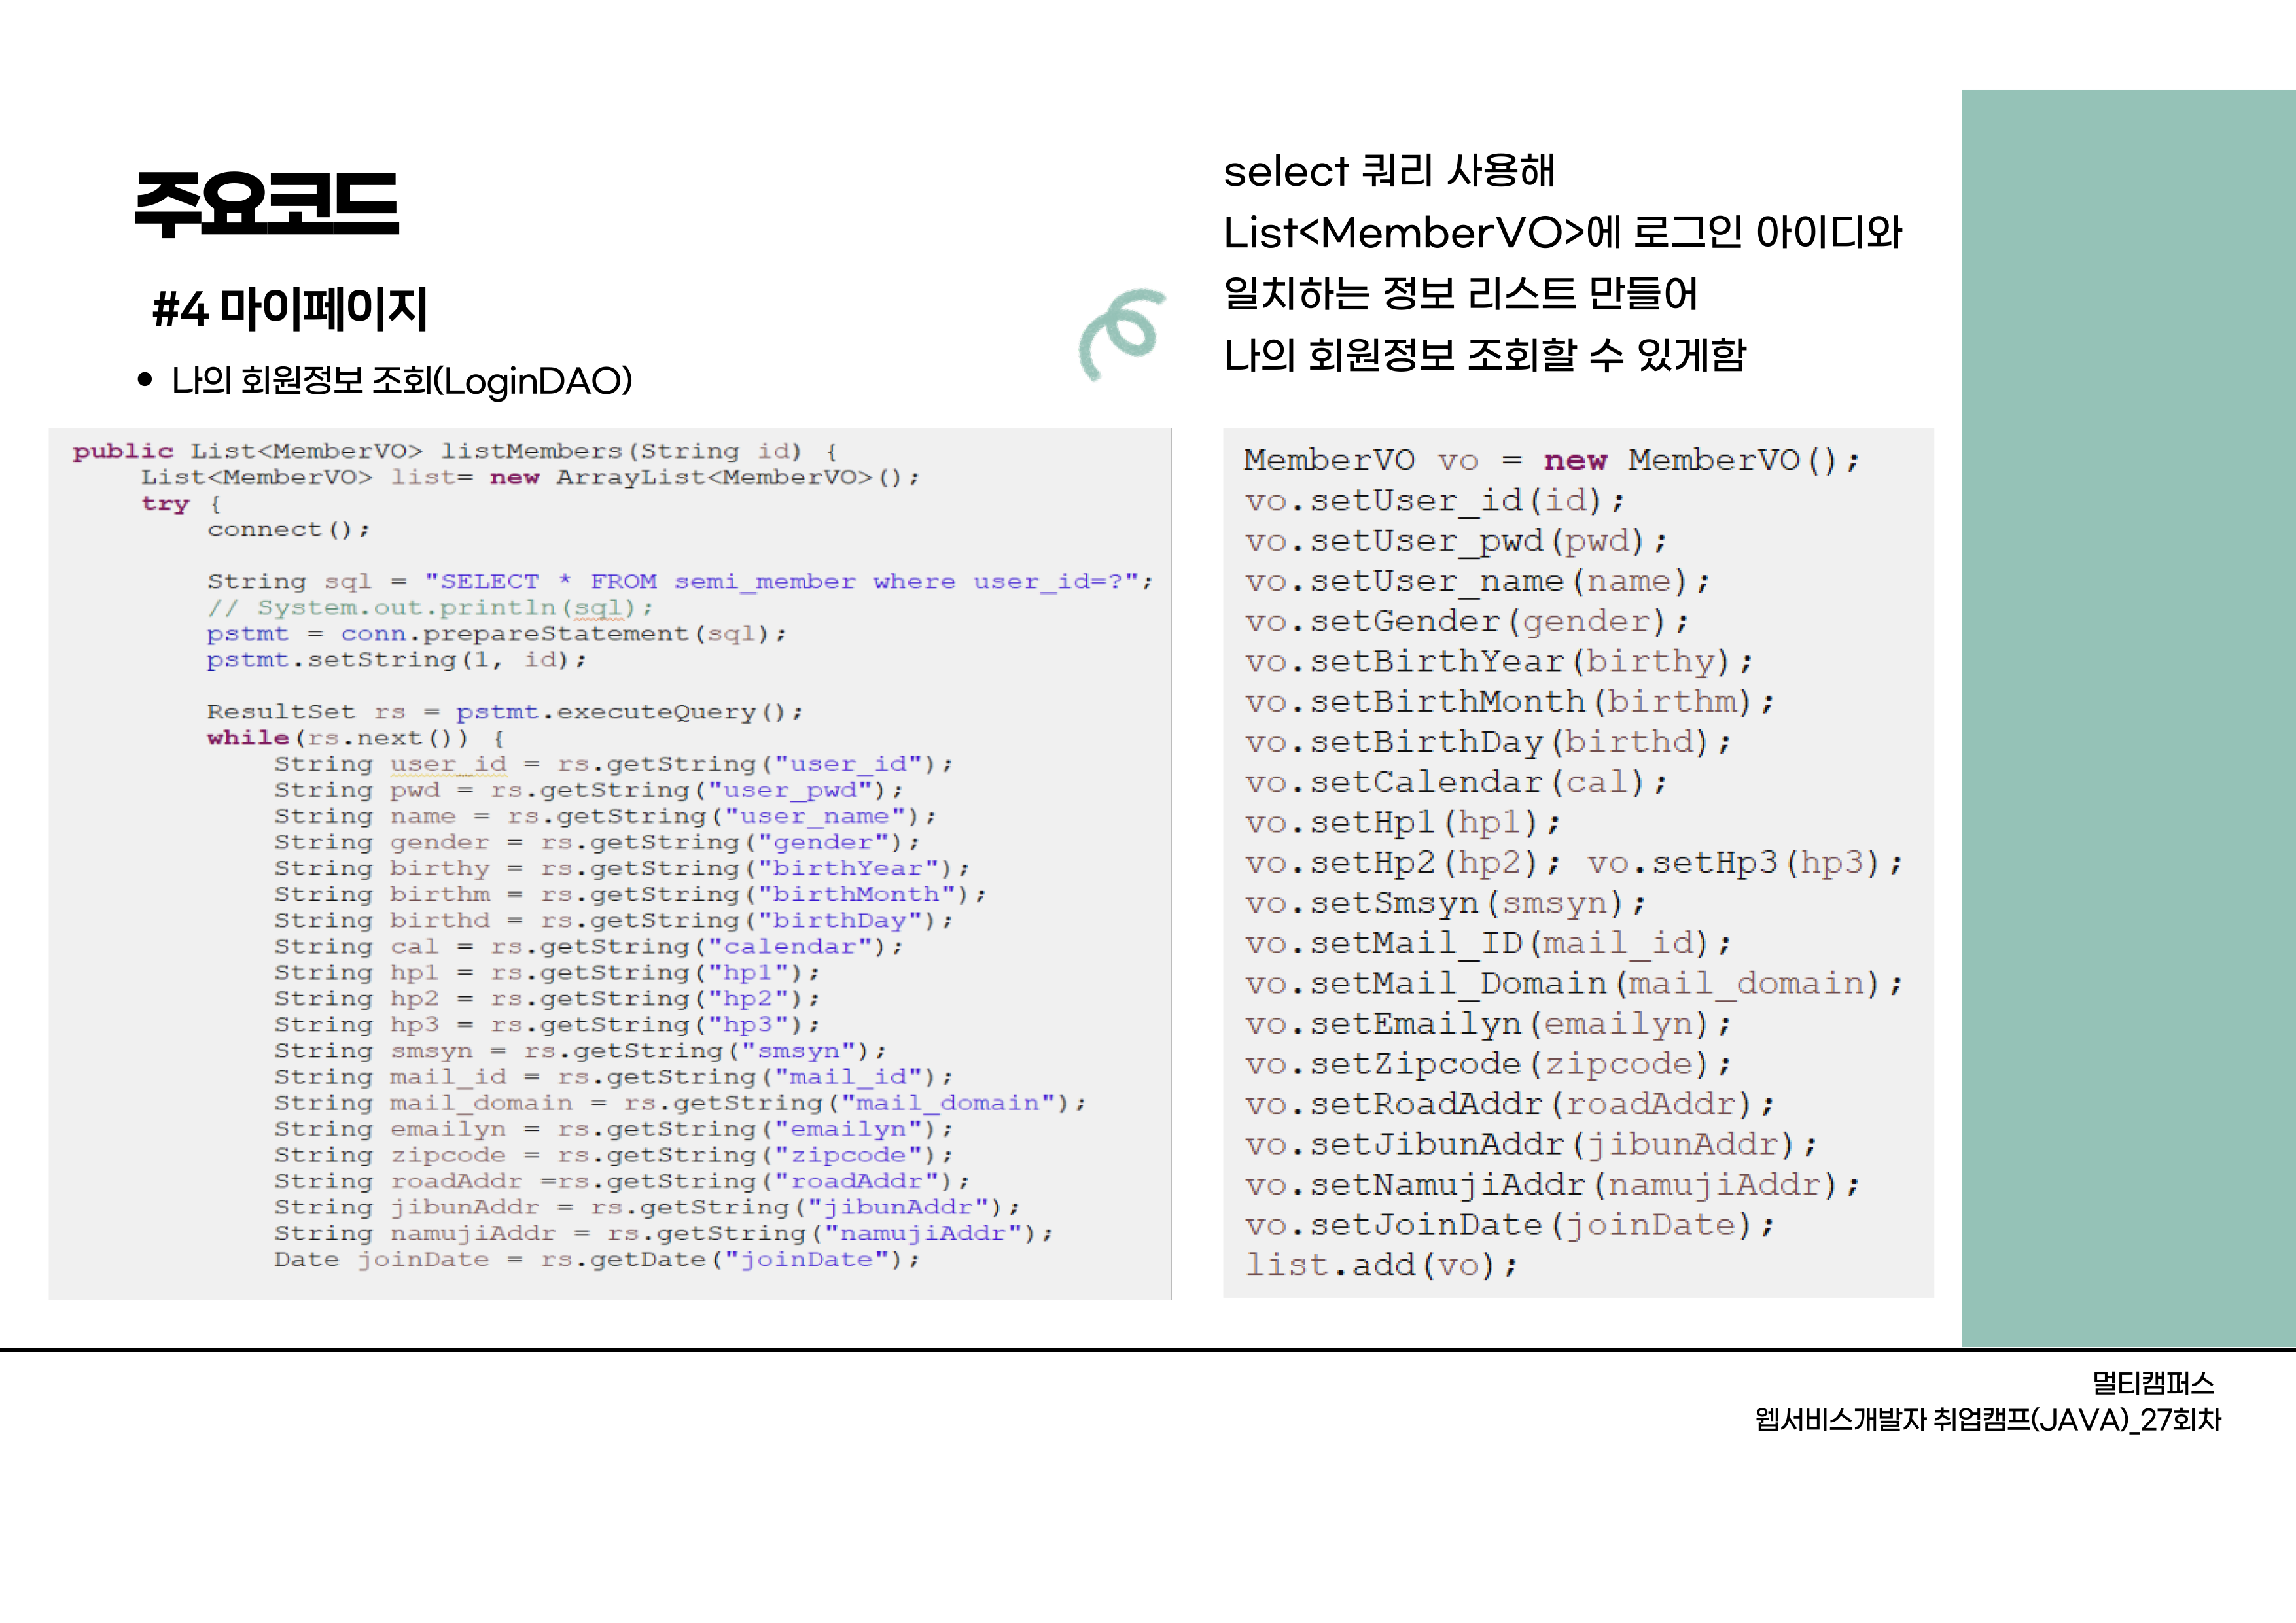 주요코드
#4 마이페이지
• 나의 회원정보 조회(LoginDAO)
select 쿼리 사용해
List<MemberVO>에 로그인 아이디와
일치하는 정보 리스트 만들어
나의 회원정보 조회할 수 있게함
public List<MemberVO> listMembers(String id) {
List<MemberVO> list= new ArrayList<MemberVO>();
try {
connect();
String sql = "SELECT * FROM semi_member where user_id=?";
// System.out.println(sql);
pstmt = conn.prepareStatement(sql);
pstmt.setString(1, id);
ResultSet rs = pstmt.executeQuery();
while(rs.next()) {
String user_id = rs.getString("user_id");
String pwd = rs.getString("user_pwd");
String name = rs.getString("user_name");
String gender = rs.getString("gender");
String birthy = rs.getString("birthYear");
String birthm = rs.getString("birthMonth");
String birthd = rs.getString("birthDay");
String cal = rs.getString("calendar");
String hp1 = rs.getString("hp1");
String hp2 = rs.getString("hp2");
String hp3 = rs.getString("hp3");
String smsyn = rs.getString("smsyn");
String mail_id = rs.getString("mail_id");
String mail_domain = rs.getString("mail_domain");
String emailyn = rs.getString("emailyn");
String zipcode = rs.getString("zipcode");
String roadAddr =rs.getString("roadAddr");
String jibunAddr = rs.getString("jibunAddr");
String namujiAddr = rs.getString("namujiAddr");
Date joinDate = rs.getDate("joinDate");
MemberVO vo = new MemberVO();
vo.setUser_id(id);
vo.setUser_pwd(pwd);
vo.setUser_name(name);
vo.setGender(gender);
vo.setBirthYear(birthy);
vo.setBirthMonth(birthm);
vo.setBirthDay(birthd);
vo.setCalendar(cal);
vo.setHp1(hp1);
vo.setHp2(hp2); vo.setHp3(hp3);
vo.setSmsyn(smsyn);
vo.setMail_ID(mail_id);
vo.setMail_Domain(mail_domain);
vo.setEmailyn(emailyn);
vo.setZipcode(zipcode);
vo.setRoadAddr(roadAddr);
vo.setJibunAddr(jibunAddr);
vo.setNamujiAddr(namujiAddr);
vo.setJoinDate(joinDate);
list.add(vo);
멀티캠퍼스
웹서비스개발자 취업캠프(JAVA)_27회차